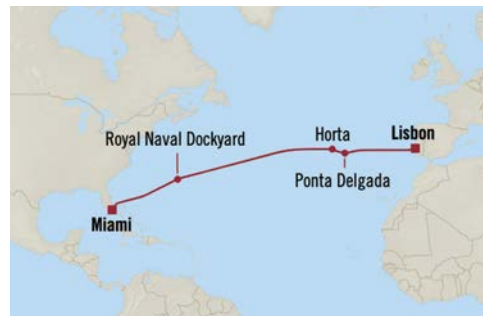 Royal Naval Dockyard
Horta
Lisbon
Ponta Delgada
Miami